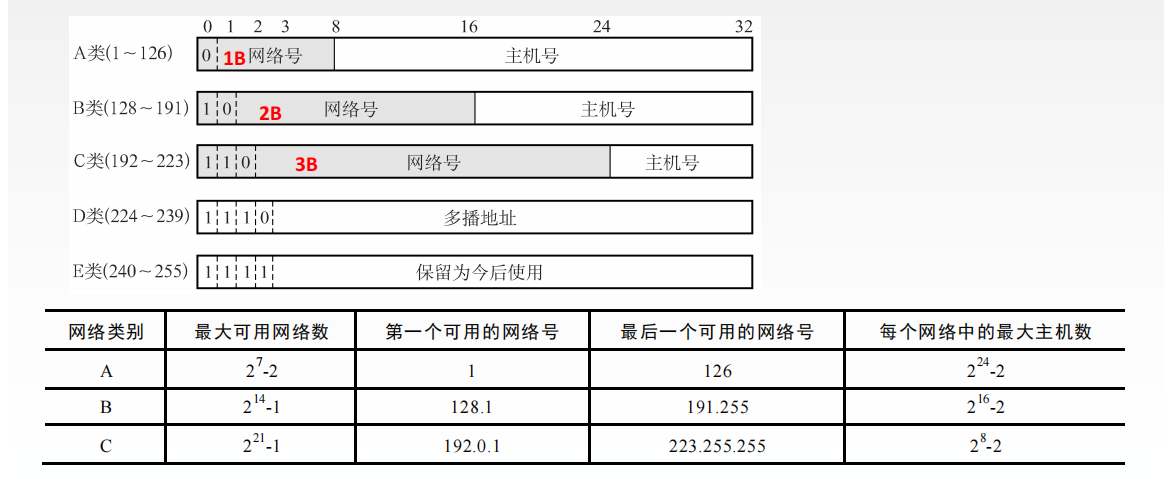 0 1 2 3 8 16 24 32
A类(1～126) 0 1B 网络号 主机号
B类(128～191) 1 0 2B 网络号 主机号
C类(192～223) 1 1 0 3B 网络号 主机号
D类(224～239) 1 1 1 0 多播地址
E类(240～255) 1 1 1 1 保留为今后使用
网络类别 最大可用网络数 第一个可用的网络号 最后一个可用的网络号 每个网络中的最大主机数
A 2^7-2 1 126 2^24-2
B 2^14-1 128.1 191.255 2^16-2
C 2^21-1 192.0.1 223.255.255 2^8-2